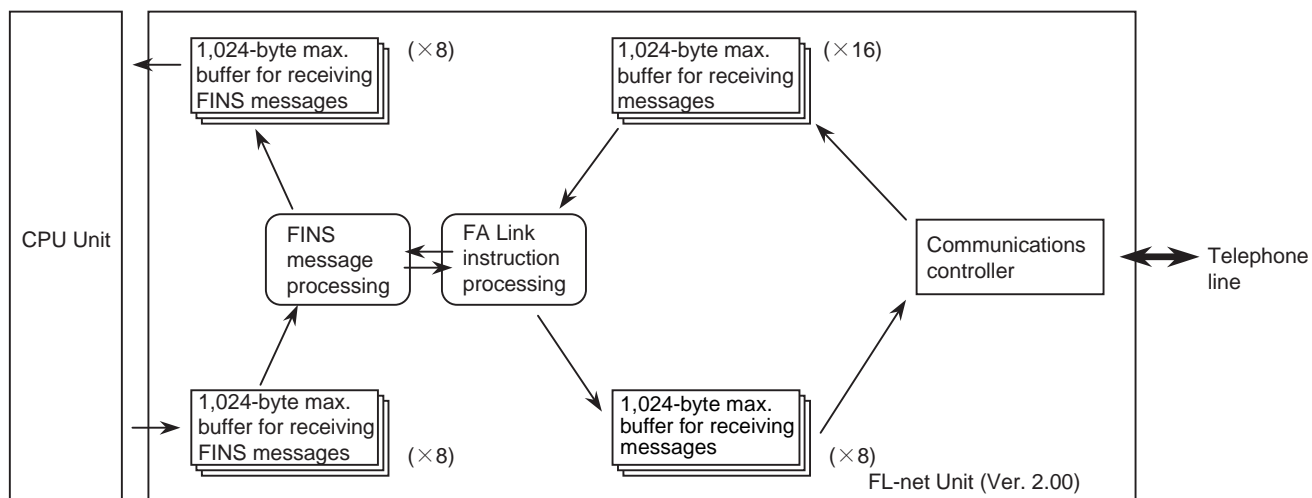 1,024-byte max.
buffer for receiving
FINS messages
(×8)
1,024-byte max.
buffer for receiving
messages
(×16)
CPU Unit
FINS
message
processing
FA Link
instruction
processing
Communications
controller
Telephone
line
1,024-byte max.
buffer for receiving
FINS messages
(×8)
1,024-byte max.
buffer for receiving
messages
(×8)
FL-net Unit (Ver. 2.00)